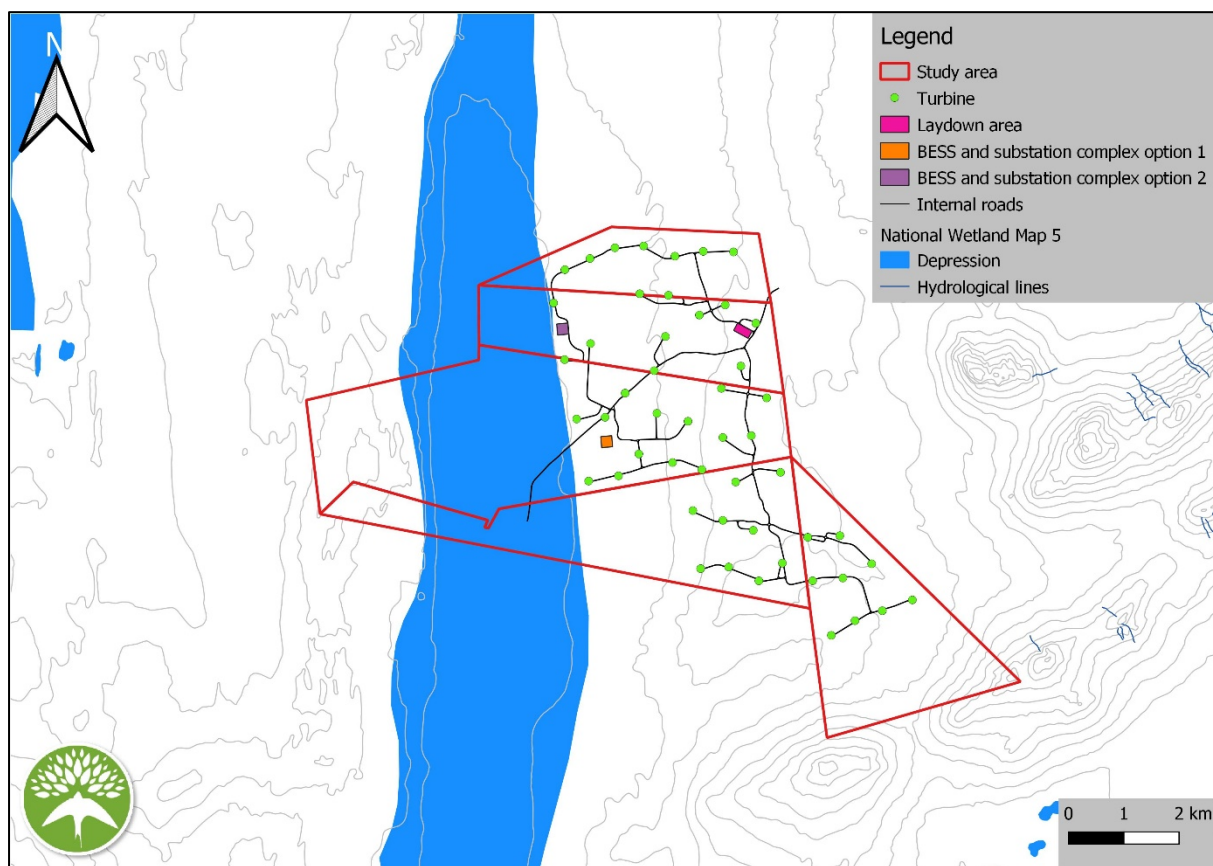 N
Legend
Study area
Turbine
Laydown area
BESS and substation complex option 1
BESS and substation complex option 2
Internal roads
National Wetland Map 5
Depression
Hydrological lines
0 1 2 km